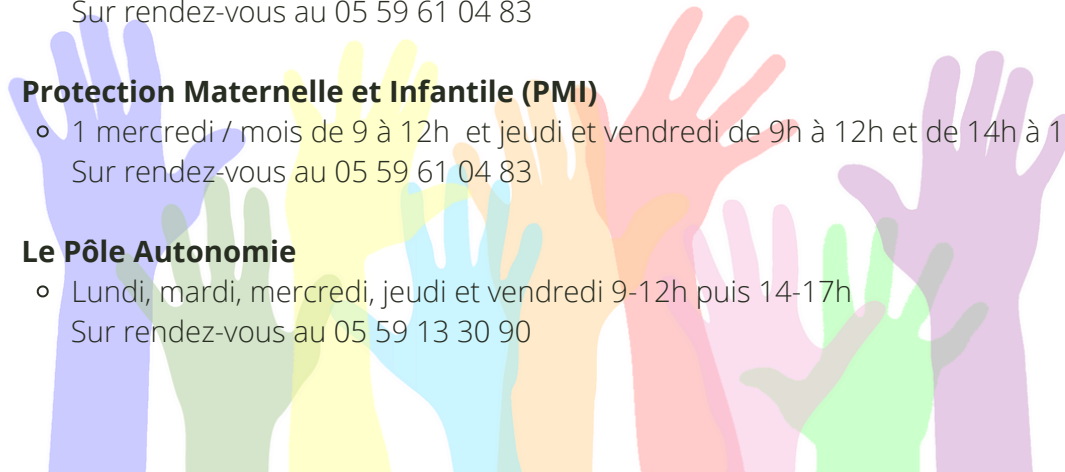 Sur rendez-vous au 05 59 61 04 83
Protection Maternelle et Infantile (PMI)
1 mercredi / mois de 9 à 12h et jeudi et vendredi de 9h à 12h et de 14h à
Sur rendez-vous au 05 59 61 04 83
Le Pôle Autonomie
Lundi, mardi, mercredi, jeudi et vendredi 9-12h puis 14-17h
Sur rendez-vous au 05 59 13 30 90